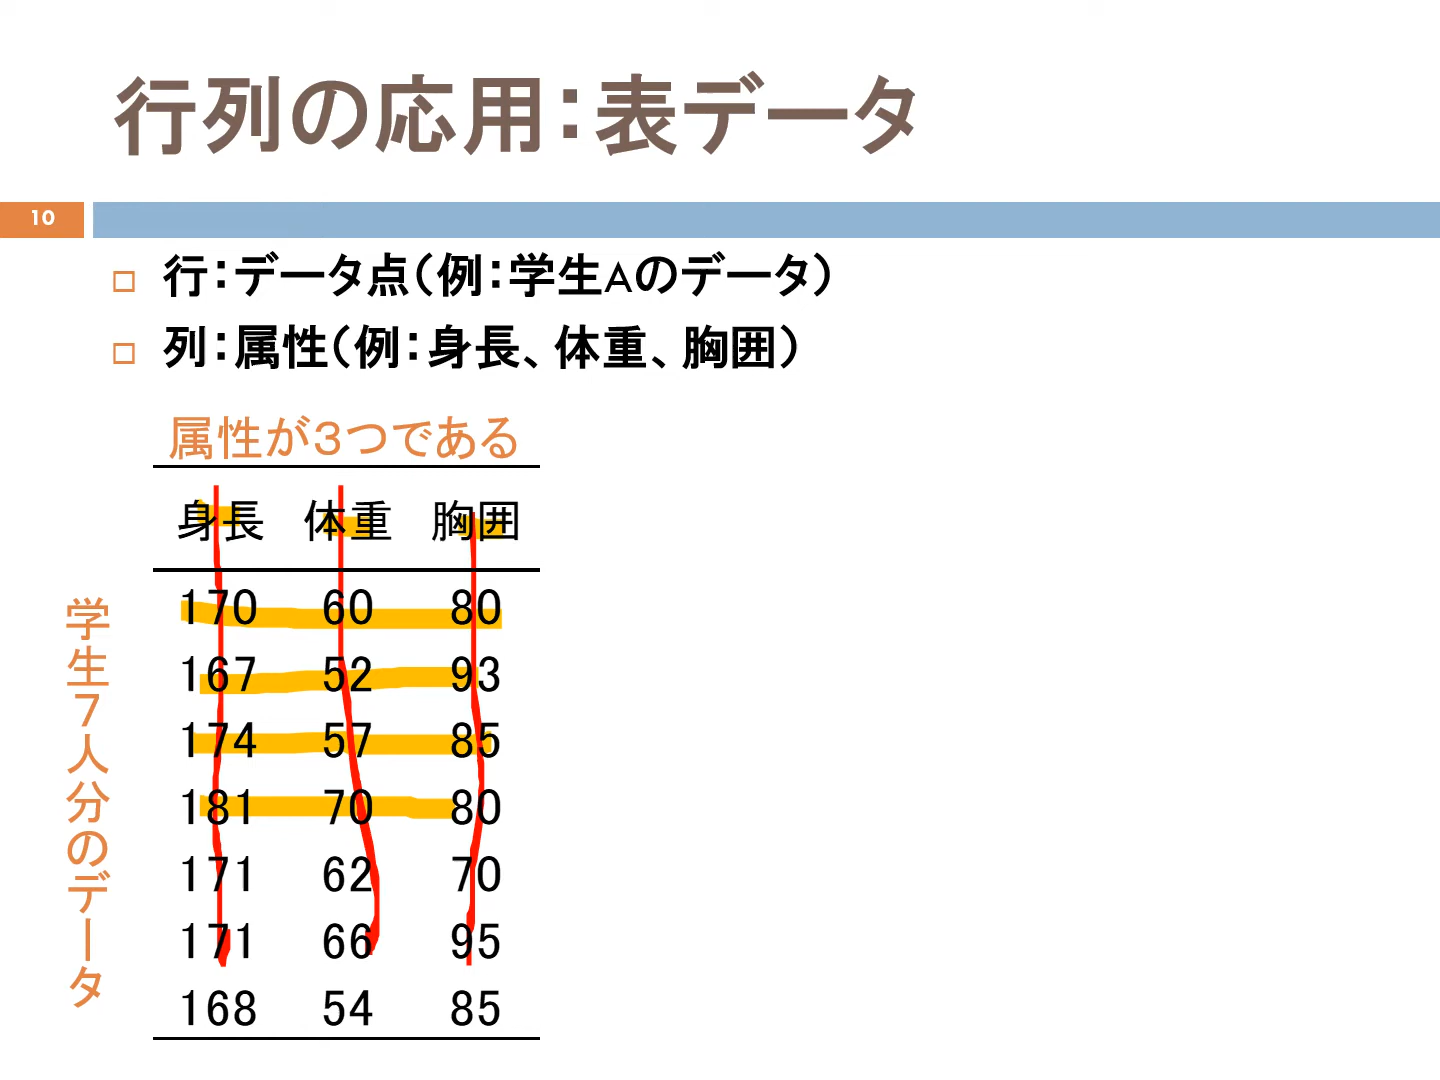 行列の応用：表データ
10
行：データ点（例：学生Aのデータ）
列：属性（例：身長、体重、胸囲）
属性が３つである
身長 体重 胸囲
学生７人分のデータ
170 60 80
167 52 93
174 57 85
181 70 80
171 62 70
171 66 95
168 54 85